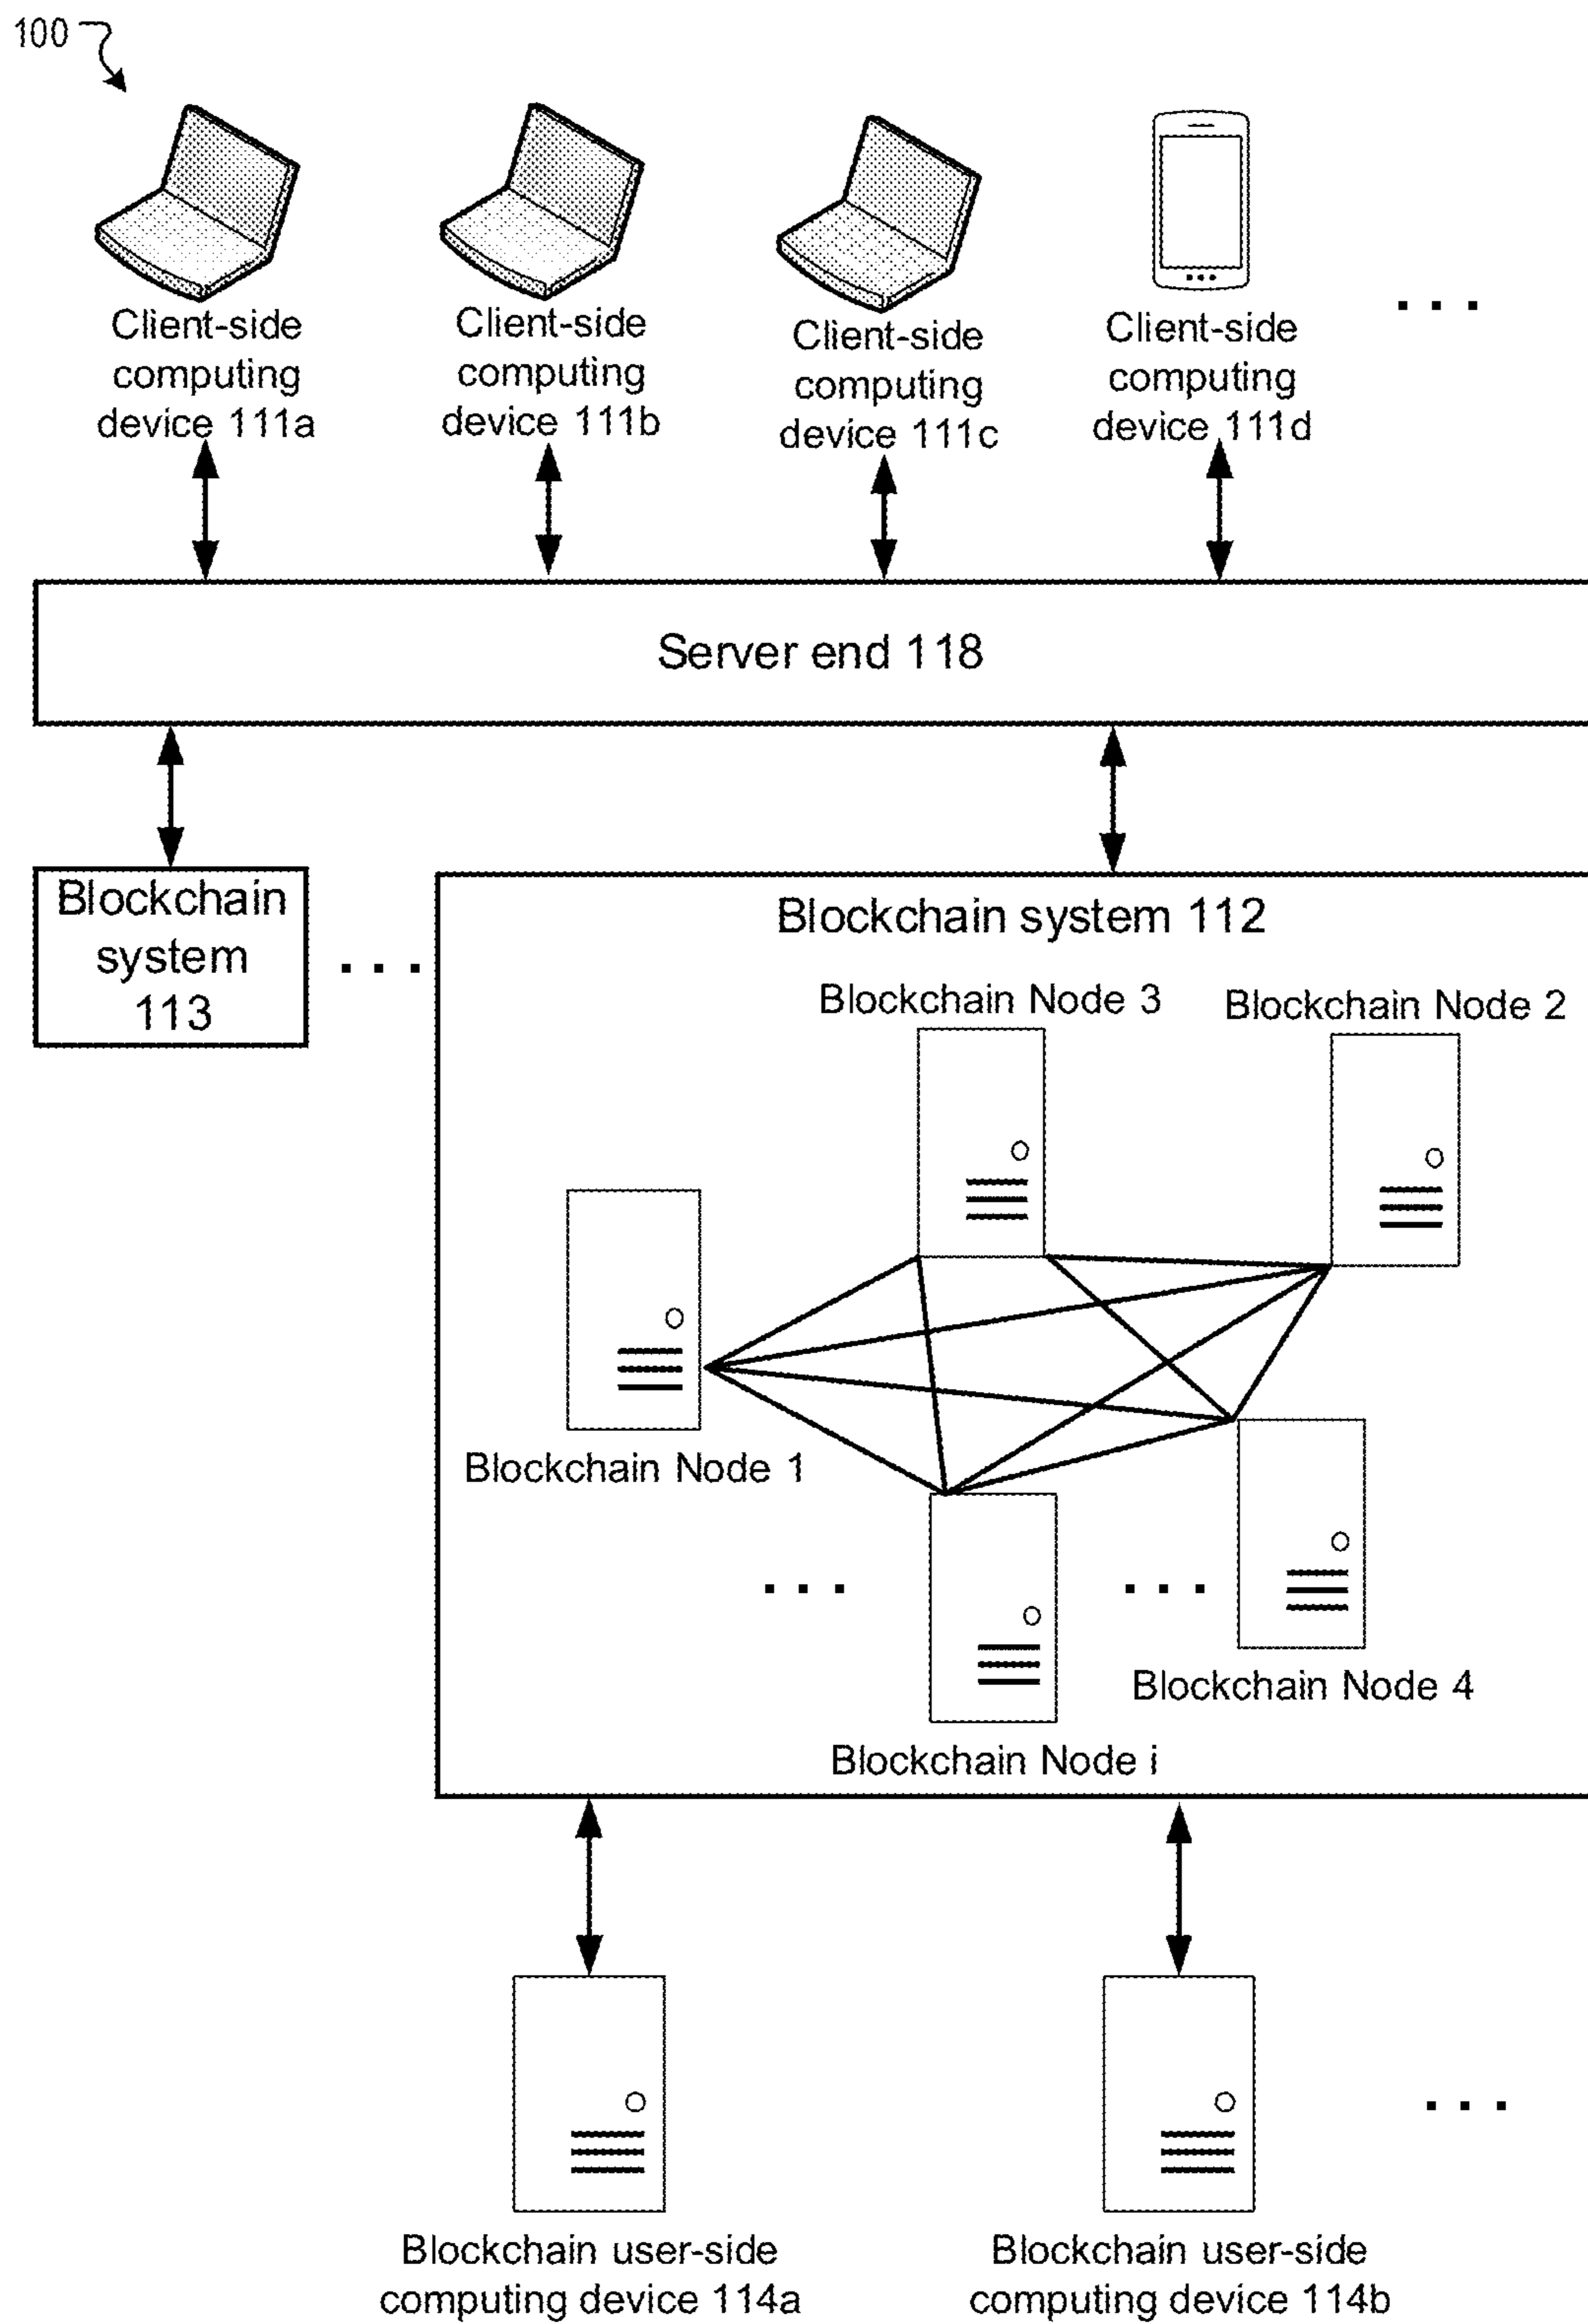 100
Client-side
computing
device 111a
Client-side
computing
device 111b
Client-side
computing
device 111c
Client-side
computing
device 111d
. . .
Server end 118
Blockchain
system
113
. . .
Blockchain system 112
Blockchain Node 3
Blockchain Node 2
Blockchain Node 1
. . .
. . .
Blockchain Node 4
Blockchain Node i
. . .
Blockchain user-side
computing device 114a
Blockchain user-side
computing device 114b